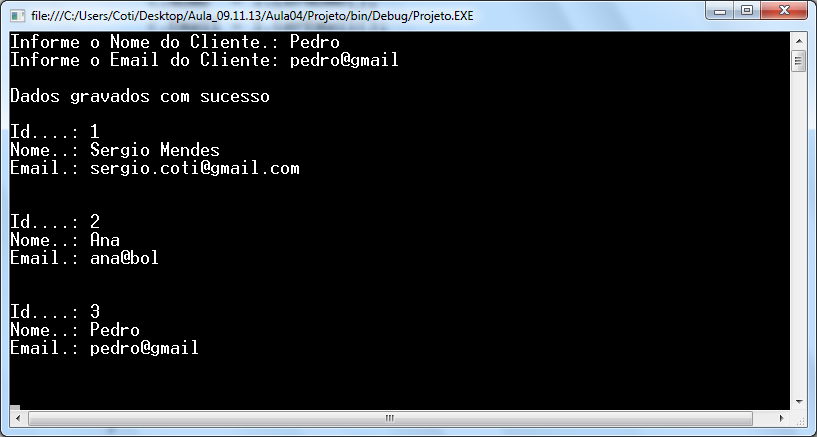 file:///C:/Users/Coti/Desktop/Aula_09.11.13/Aula04/Projeto/bin/Debug/Projeto.EXE
Informe o Nome do Cliente.: Pedro
Informe o Email do Cliente: pedro@gmail
Dados gravados com sucesso
Id....: 1
Nome..: Sergio Mendes
Email.: sergio.coti@gmail.com
Id....: 2
Nome..: Ana
Email.: ana@bol
Id....: 3
Nome..: Pedro
Email.: pedro@gmail